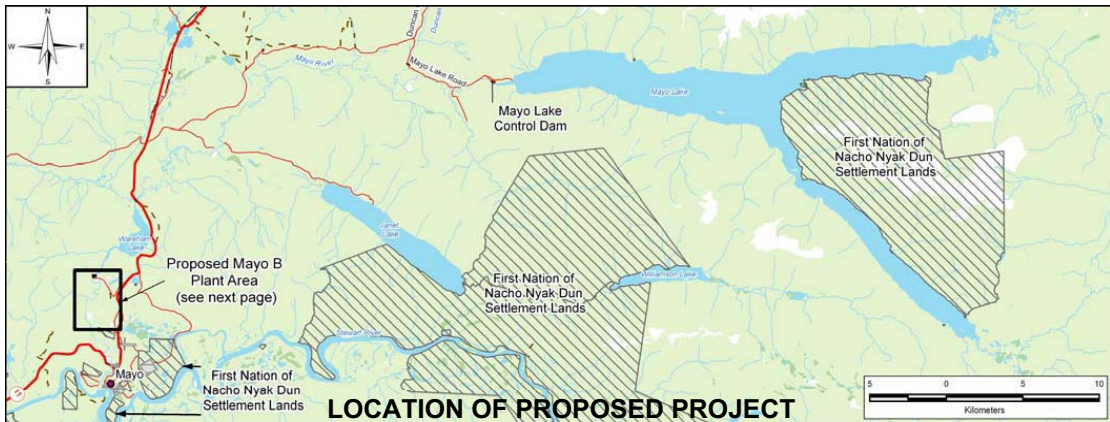 N
W E
S
Mayo River
Duncan
Duncan
Mayo Lake Road
Mayo Lake
Control Dam
Mayo Lake
First Nation of
Nacho Nyak Dun
Settlement Lands
Janet
Lake
Wareham
Lake
Proposed Mayo B
Plant Area
(see next page)
First Nation of
Nacho Nyak Dun
Settlement Lands
Williamson Lake
Stewart River
Mayo
First Nation of
Nacho Nyak Dun
Settlement Lands
11
LOCATION OF PROPOSED PROJECT
5 0 5 10
Kilometers